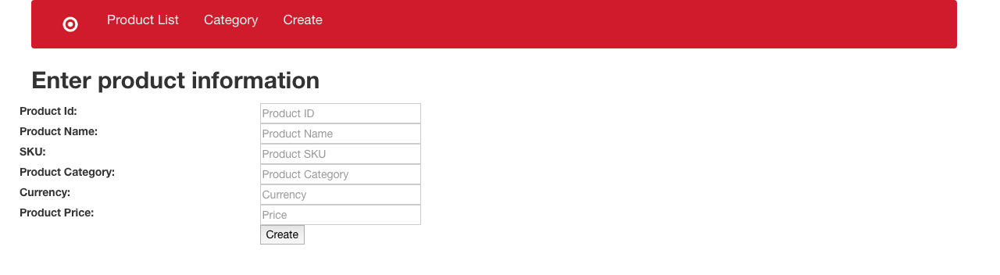 Product List Category Create
Enter product information
Product Id: Product ID
Product Name: Product Name
SKU: Product SKU
Product Category: Product Category
Currency: Currency
Product Price: Price
Create